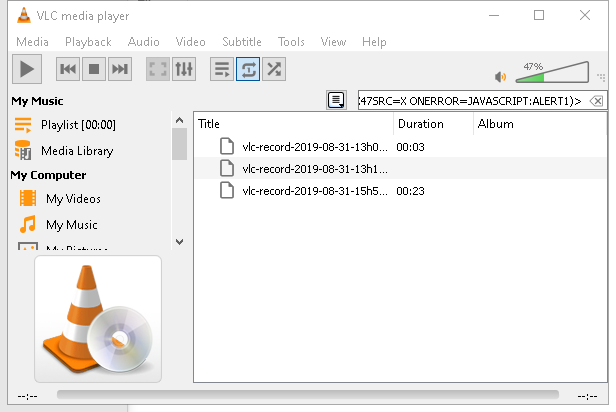 VLC media player
Media Playback Audio Video Subtitle Tools View Help
47%
My Music
:47SRC=X ONERROR=JAVASCRIPT:ALERT1)>
Playlist [00:00]
Media Library
My Computer
My Videos
My Music
My Pictures
Title Duration Album
vlc-record-2019-08-31-13h0... 00:03
vlc-record-2019-08-31-13h1...
vlc-record-2019-08-31-15h5... 00:23
--:-- --:--